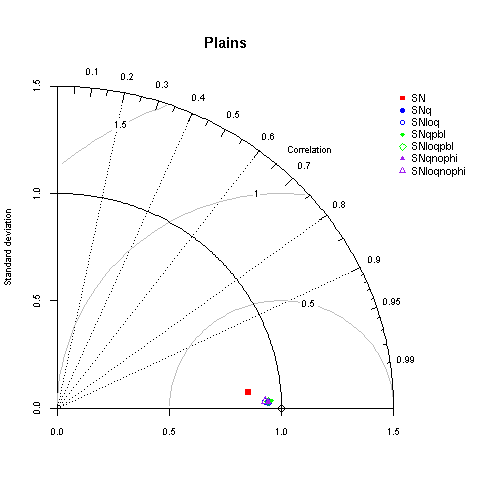 Plains
0.1
0.2
0.3
0.4
0.5
0.6
Correlation
0.7
0.8
0.9
0.95
0.99
1.5
1
0.5
SN
SNq
SNloq
SNqpbl
SNloqpbl
SNqnophi
SNloqnophi
Standard deviation
1.5
1.0
0.5
0.0
0.0
0.5
1.0
1.5